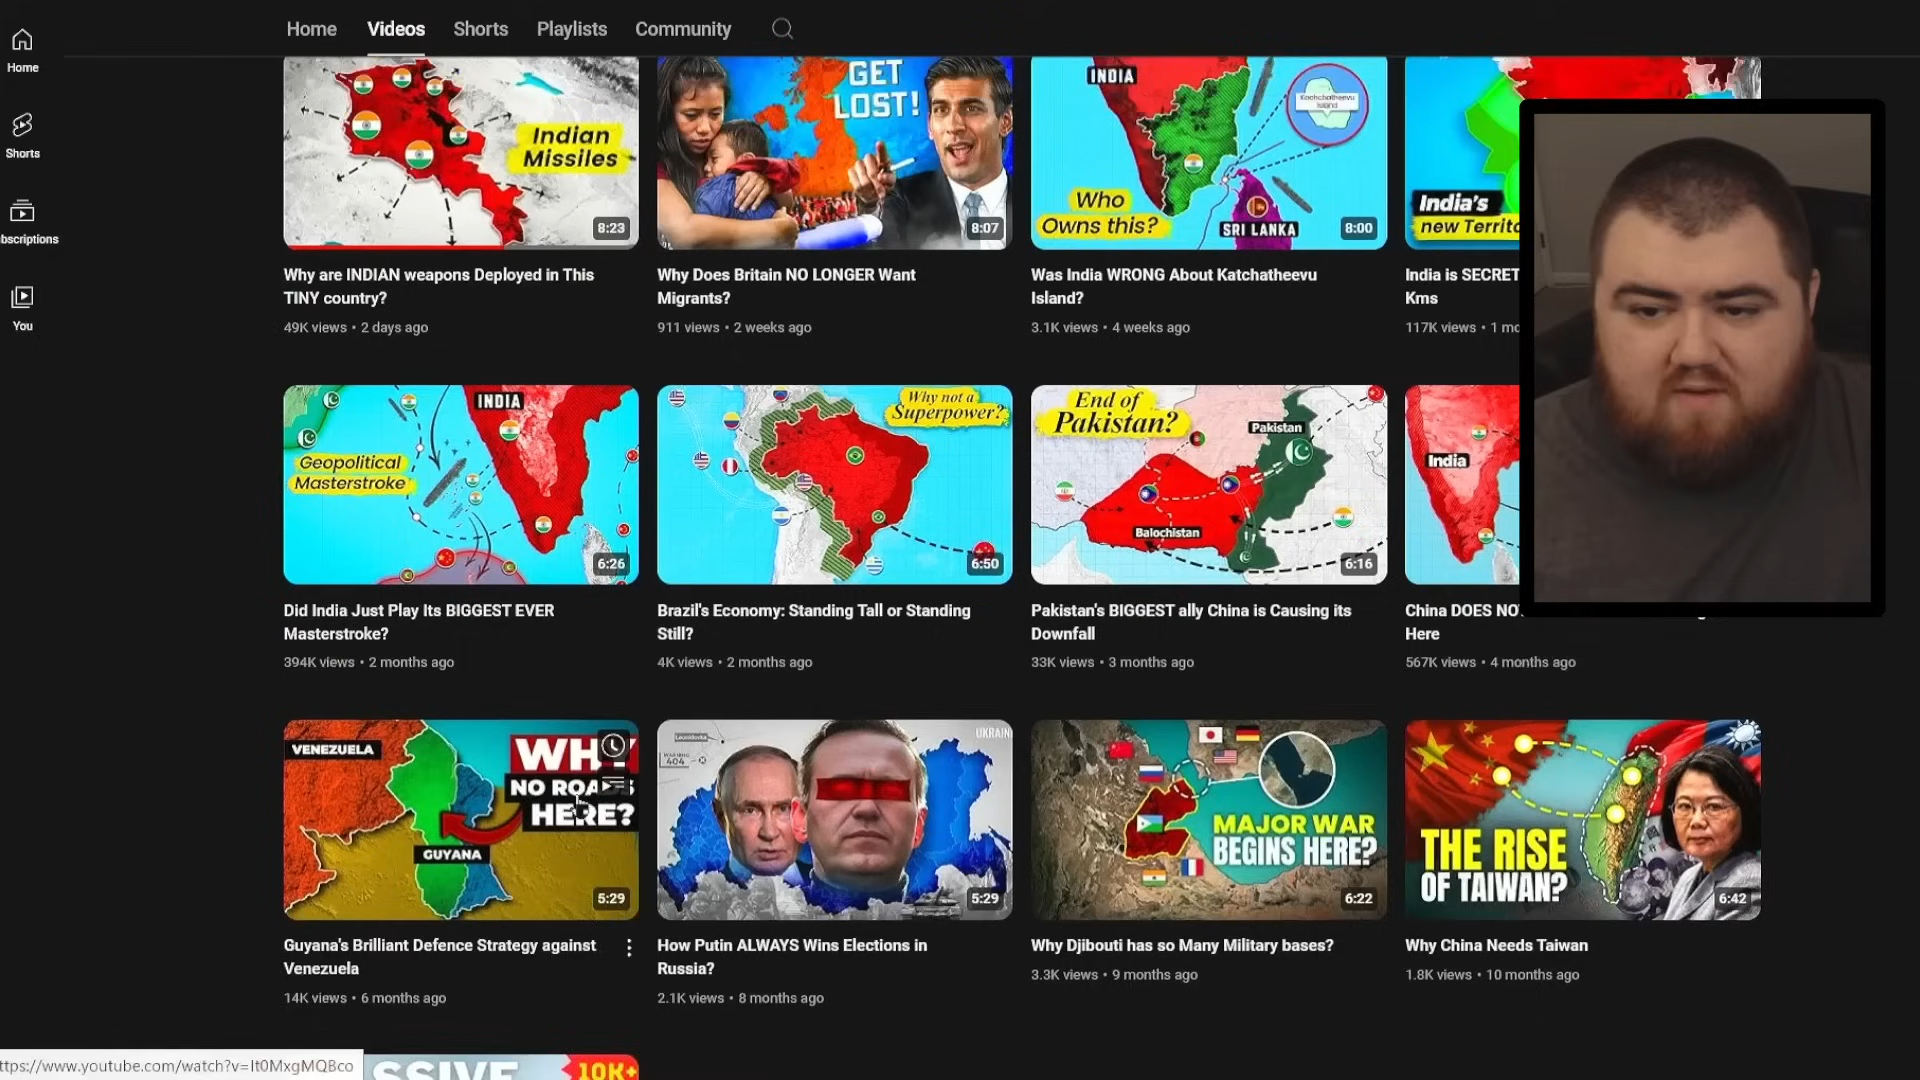 Home Videos Shorts Playlists Community
Home
Shorts
bscriptions
You
Indian
Missiles
8:23
GET
LOST!
8:07
INDIA
Katchatheevu
Island
Who
Owns this?
SRI LANKA
8:00
India's
new Territo
Why are INDIAN weapons Deployed in This
TINY country?
49K views • 2 days ago
Why Does Britain NO LONGER Want
Migrants?
911 views • 2 weeks ago
Was India WRONG About Katchatheevu
Island?
3.1K views • 4 weeks ago
India is SECRET
Kms
117K views • 1 mo
INDIA
Geopolitical
Masterstroke
6:26
Why not a
Superpower?
6:50
End of
Pakistan?
Pakistan
Balochistan
6:16
India
Did India Just Play Its BIGGEST EVER
Masterstroke?
394K views • 2 months ago
Brazil's Economy: Standing Tall or Standing
Still?
4K views • 2 months ago
Pakistan's BIGGEST ally China is Causing its
Downfall
33K views • 3 months ago
China DOES NO
Here
567K views • 4 months ago
VENEZUELA
WHY
HERE?
GUYANA
5:29
UKRAIN
404
5:29
MAJOR WAR
BEGINS HERE?
6:22
THE RISE
OF TAIWAN?
6:42
Guyana's Brilliant Defence Strategy against
Venezuela
14K views • 6 months ago
How Putin ALWAYS Wins Elections in
Russia?
2.1K views • 8 months ago
Why Djibouti has so Many Military bases?
3.3K views • 9 months ago
Why China Needs Taiwan
1.8K views • 10 months ago
ttps://www.youtube.com/watch?v=lt0MxgMQBco
SSIVE
10K+